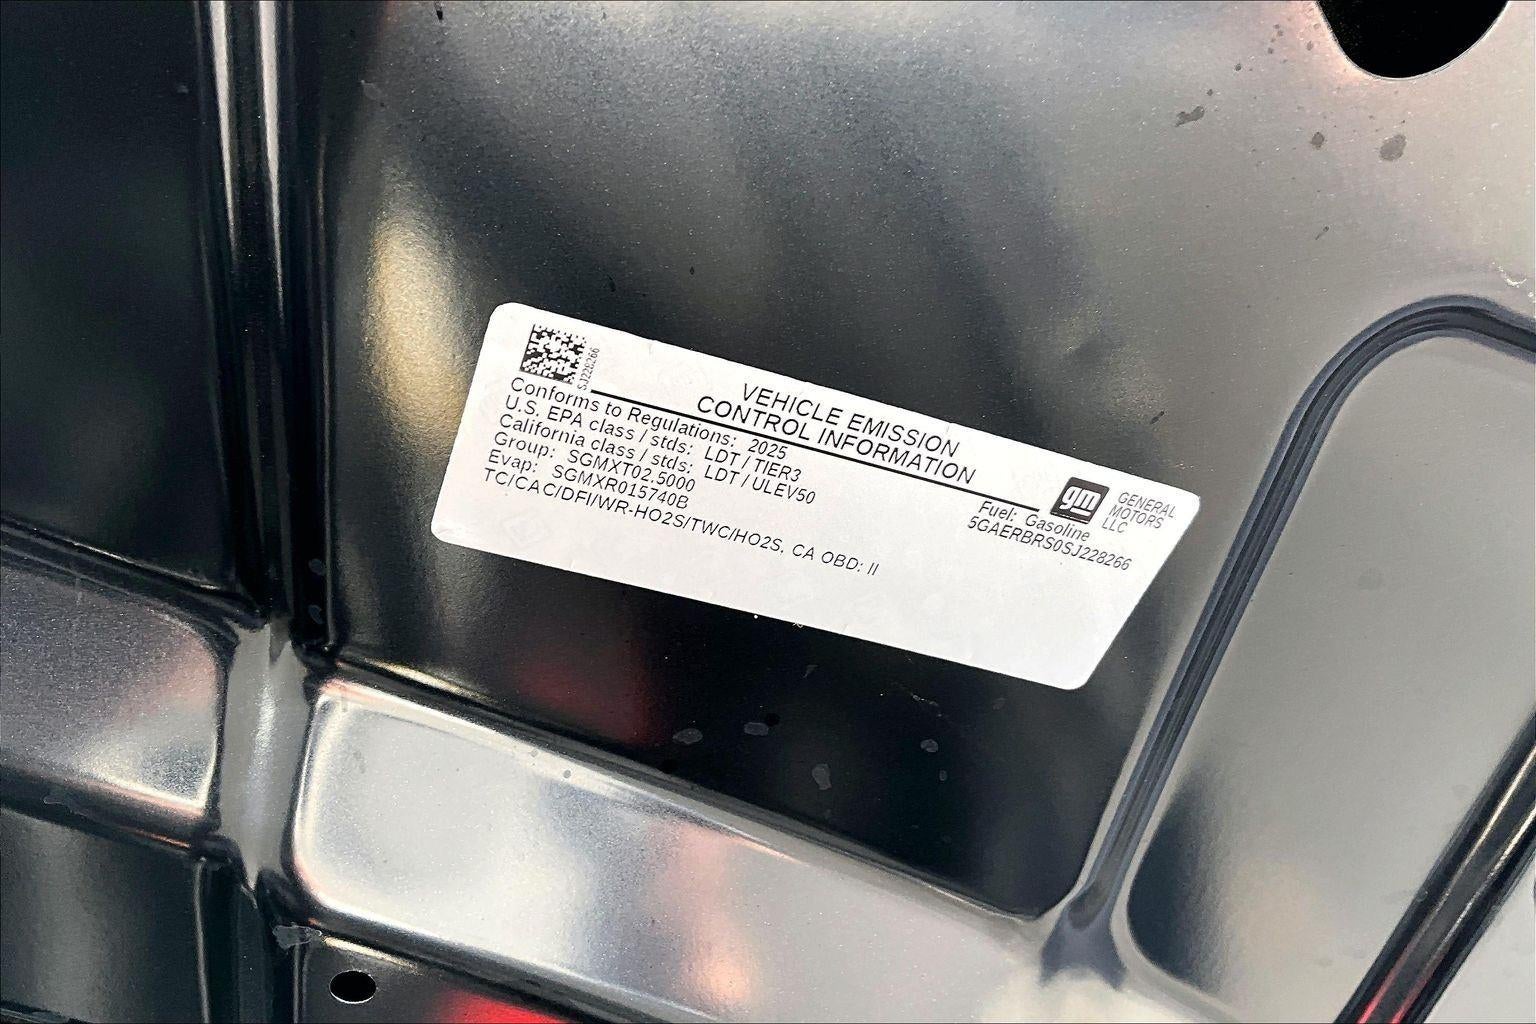 SJ228266
VEHICLE EMISSION
CONTROL INFORMATION
gm
GENERAL
MOTORS
LLC
Conforms to Regulations: 2025
U.S. EPA class / stds: LDT / TIER3
California class / stds: LDT / ULEV50
Group: SGMXT02.5000
Evap: SGMXR015740B
TC/CAC/DFI/WR-HO2S/TWC/HO2S, CA OBD: II
Fuel: Gasoline
5GAERBRS0SJ228266